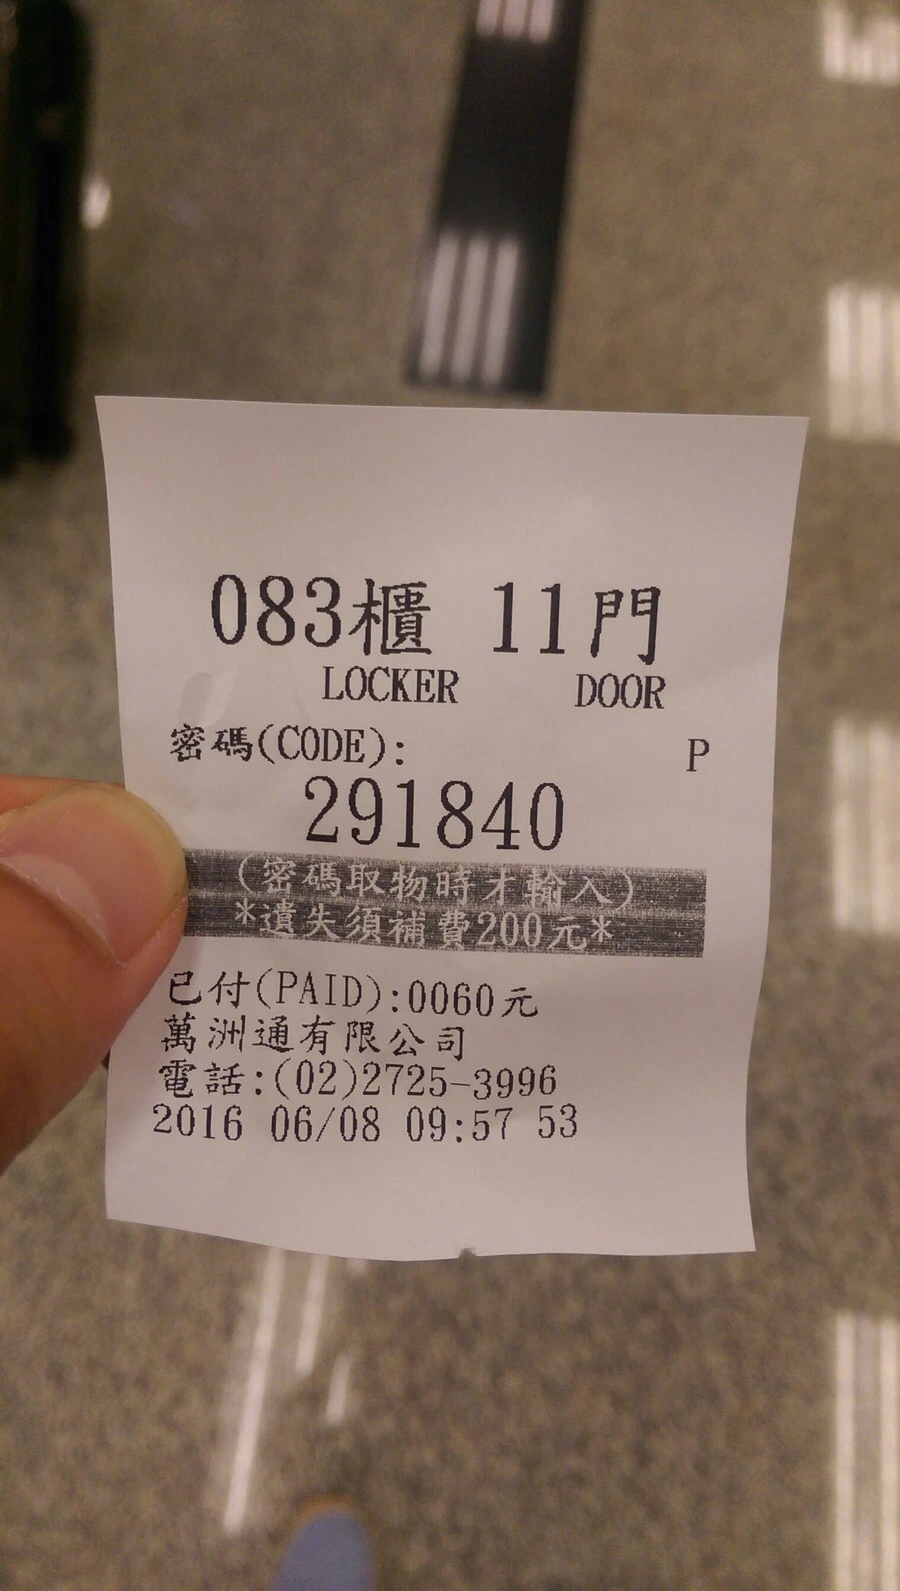 083櫃 11門
LOCKER DOOR
密碼(CODE): P
291840
(密碼取物時才輸入)
*遺失須補費200元*
已付(PAID):0060元
萬洲通有限公司
電話:(02)2725-3996
2016 06/08 09:57 53